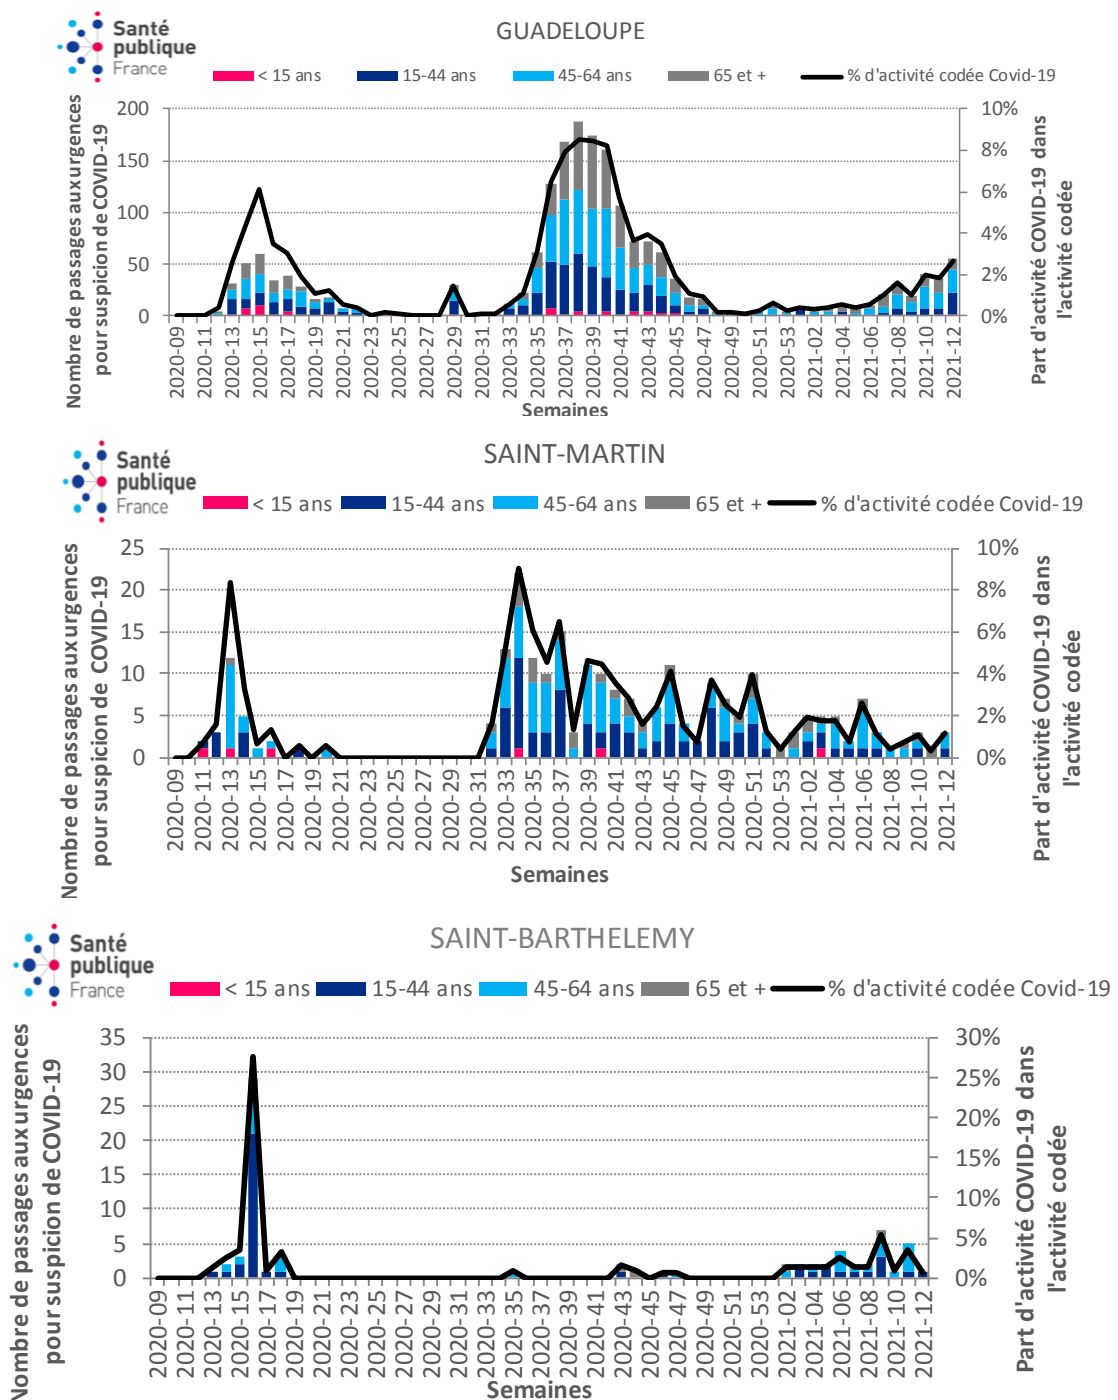 Santé
publique
France
GUADELOUPE
< 15 ans 15-44 ans 45-64 ans 65 et + % d'activité codée Covid-19
Nombre de passages aux urgences
pour suspicion de COVID-19
200
150
100
50
0
10%
8%
6%
4%
2%
0%
Part d'activité COVID-19 dans
l'activité codée
2020-09 2020-11 2020-13 2020-15 2020-17 2020-19 2020-21 2020-23 2020-25 2020-27 2020-29 2020-31 2020-33 2020-35 2020-37 2020-39 2020-41 2020-43 2020-45 2020-47 2020-49 2020-51 2020-53 2021-02 2021-04 2021-06 2021-08 2021-10 2021-12
Semaines
Santé
publique
France
SAINT-MARTIN
< 15 ans 15-44 ans 45-64 ans 65 et + % d'activité codée Covid-19
Nombre de passages aux urgences
pour suspicion de COVID-19
25
20
15
10
5
0
10%
8%
6%
4%
2%
0%
Part d'activité COVID-19 dans
l'activité codée
2020-09 2020-11 2020-13 2020-15 2020-17 2020-19 2020-21 2020-23 2020-25 2020-27 2020-29 2020-31 2020-33 2020-35 2020-37 2020-39 2020-41 2020-43 2020-45 2020-47 2020-49 2020-51 2020-53 2021-02 2021-04 2021-06 2021-08 2021-10 2021-12
Semaines
Santé
publique
France
SAINT-BARTHELEMY
< 15 ans 15-44 ans 45-64 ans 65 et + % d'activité codée Covid-19
Nombre de passages aux urgences
pour suspicion de COVID-19
35
30
25
20
15
10
5
0
30%
25%
20%
15%
10%
5%
0%
Part d'activité COVID-19 dans
l'activité codée
2020-09 2020-11 2020-13 2020-15 2020-17 2020-19 2020-21 2020-23 2020-25 2020-27 2020-29 2020-31 2020-33 2020-35 2020-37 2020-39 2020-41 2020-43 2020-45 2020-47 2020-49 2020-51 2020-53 2021-02 2021-04 2021-06 2021-08 2021-10 2021-12
Semaines